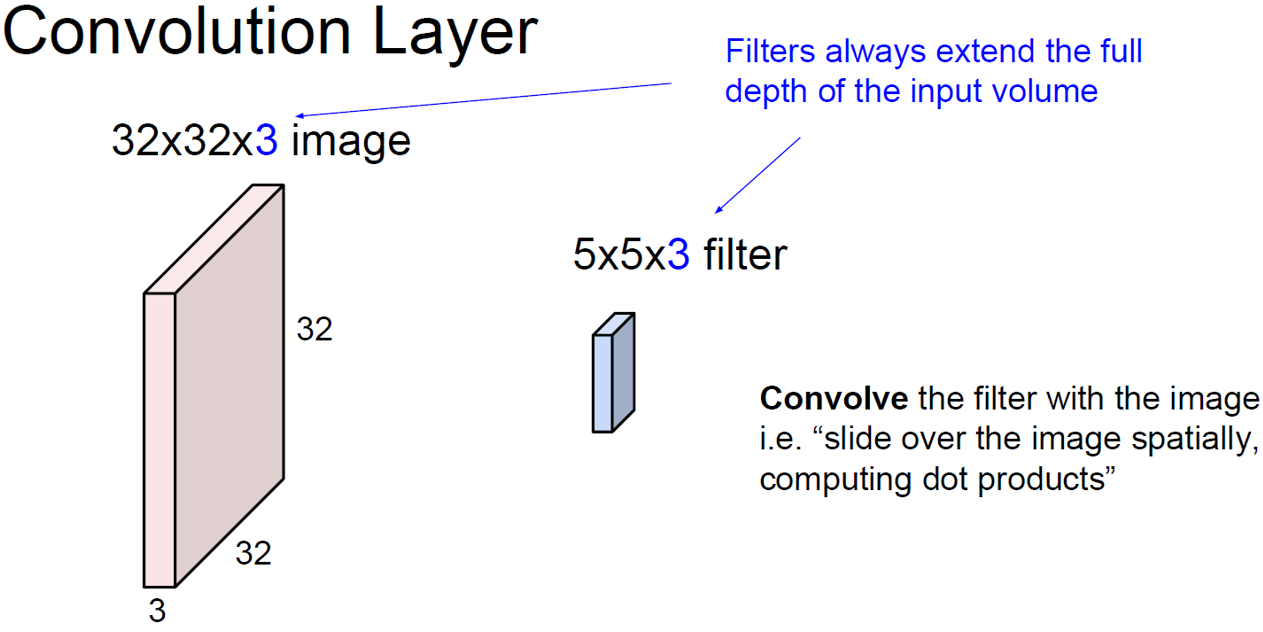 Convolution Layer
Filters always extend the full
depth of the input volume
32x32x3 image
5x5x3 filter
32
32
3
Convolve the filter with the image
i.e. “slide over the image spatially,
computing dot products”